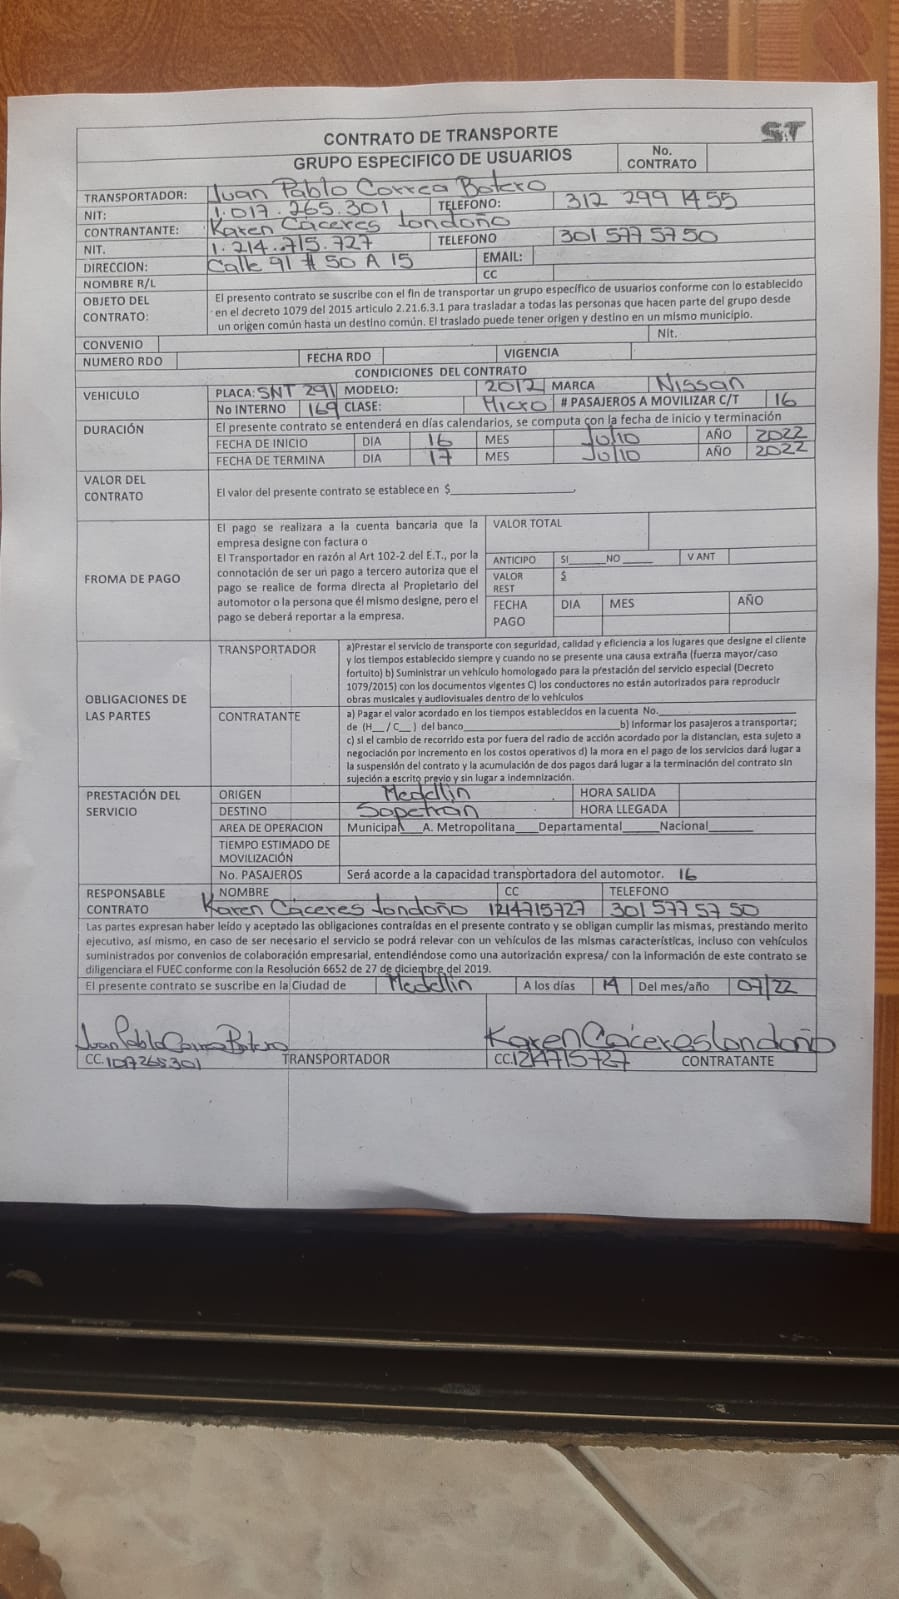 CONTRATO DE TRANSPORTE
S&T
GRUPO ESPECIFICO DE USUARIOS
No. CONTRATO
TRANSPORTADOR: Juan Pablo Correa Botero
NIT: 1.017.265.301 TELEFONO: 312 299 1455
CONTRANTANTE: Karen Cáceres Londoño
NIT. 1.214.715.727 TELEFONO 301 577 57 50
DIRECCION: Calle 91 # 50 A 15 EMAIL:
NOMBRE R/L CC
OBJETO DEL CONTRATO:
El presento contrato se suscribe con el fin de transportar un grupo específico de usuarios conforme con lo establecido
en el decreto 1079 del 2015 articulo 2.21.6.3.1 para trasladar a todas las personas que hacen parte del grupo desde
un origen común hasta un destino común. El traslado puede tener origen y destino en un mismo municipio.
CONVENIO Nit.
NUMERO RDO FECHA RDO VIGENCIA
CONDICIONES DEL CONTRATO
VEHICULO PLACA: SNT 291 MODELO: 2012 MARCA Nissan
No INTERNO 169 CLASE: Micro # PASAJEROS A MOVILIZAR C/T 16
DURACIÓN El presente contrato se entenderá en días calendarios, se computa con la fecha de inicio y terminación
FECHA DE INICIO DIA 16 MES Julio AÑO 2022
FECHA DE TERMINA DIA 17 MES Julio AÑO 2022
VALOR DEL CONTRATO
El valor del presente contrato se establece en $____________________.
FROMA DE PAGO
El pago se realizara a la cuenta bancaria que la
empresa designe con factura o
El Transportador en razón al Art 102-2 del E.T., por la
connotación de ser un pago a tercero autoriza que el
pago se realice de forma directa al Propietario del
automotor o la persona que él mismo designe, pero el
pago se deberá reportar a la empresa.
VALOR TOTAL
ANTICIPO SI______NO _____ V ANT
VALOR REST $
FECHA PAGO DIA MES AÑO
OBLIGACIONES DE LAS PARTES
TRANSPORTADOR
a)Prestar el servicio de transporte con seguridad, calidad y eficiencia a los lugares que designe el cliente
y los tiempos establecido siempre y cuando no se presente una causa extraña (fuerza mayor/caso
fortuito) b) Suministrar un vehículo homologado para la prestación del servicio especial (Decreto
1079/2015) con los documentos vigentes C) los conductores no están autorizados para reproducir
obras musicales y audiovisuales dentro de lo vehículos
CONTRATANTE
a) Pagar el valor acordado en los tiempos establecidos en la cuenta No.______________________
de (H__/ C__) del banco_________________________b) Informar los pasajeros a transportar;
c) si el cambio de recorrido esta por fuera del radio de acción acordado por la distancian, esta sujeto a
negociación por incremento en los costos operativos d) la mora en el pago de los servicios dará lugar a
la suspensión del contrato y la acumulación de dos pagos dará lugar a la terminación del contrato sin
sujeción a escrito previo y sin lugar a indemnización.
PRESTACIÓN DEL SERVICIO
ORIGEN Medellin HORA SALIDA
DESTINO Sopetran HORA LLEGADA
AREA DE OPERACION Municipal___A. Metropolitana____Departamental______Nacional_______
TIEMPO ESTIMADO DE MOVILIZACIÓN
No. PASAJEROS Será acorde a la capacidad transportadora del automotor. 16
RESPONSABLE CONTRATO
NOMBRE CC TELEFONO
Karen Cáceres Londoño 1214715727 301 577 57 50
Las partes expresan haber leído y aceptado las obligaciones contraídas en el presente contrato y se obligan cumplir las mismas, prestando merito
ejecutivo, así mismo, en caso de ser necesario el servicio se podrá relevar con un vehículos de las mismas características, incluso con vehículos
suministrados por convenios de colaboración empresarial, entendiéndose como una autorización expresa/ con la información de este contrato se
diligenciara el FUEC conforme con la Resolución 6652 de 27 de diciembre del 2019.
El presente contrato se suscribe en la Ciudad de Medellin A los días 14 Del mes/año 07/22
Juan Pablo Correa Botero Karen Cáceres Londoño
CC. 1017265301 TRANSPORTADOR CC. 1214715727 CONTRATANTE